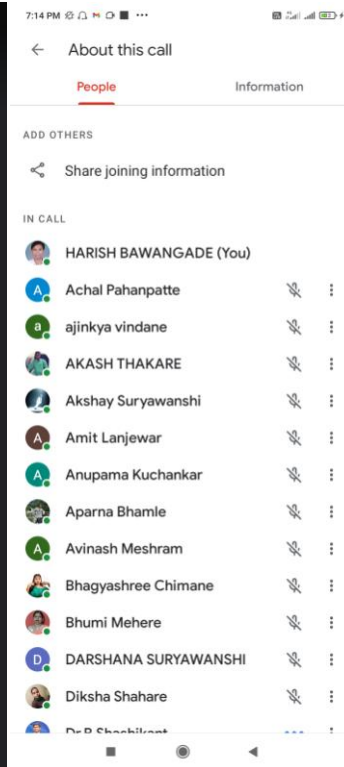 7:14 PM
About this call
People
Information
ADD OTHERS
Share joining information
IN CALL
HARISH BAWANGADE (You)
A Achal Pahanpatte
a ajinkya vindane
AKASH THAKARE
Akshay Suryawanshi
A Amit Lanjewar
A Anupama Kuchankar
Aparna Bhamle
A Avinash Meshram
Bhagyashree Chimane
Bhumi Mehere
D DARSHANA SURYAWANSHI
Diksha Shahare
Dr.B Shashikant